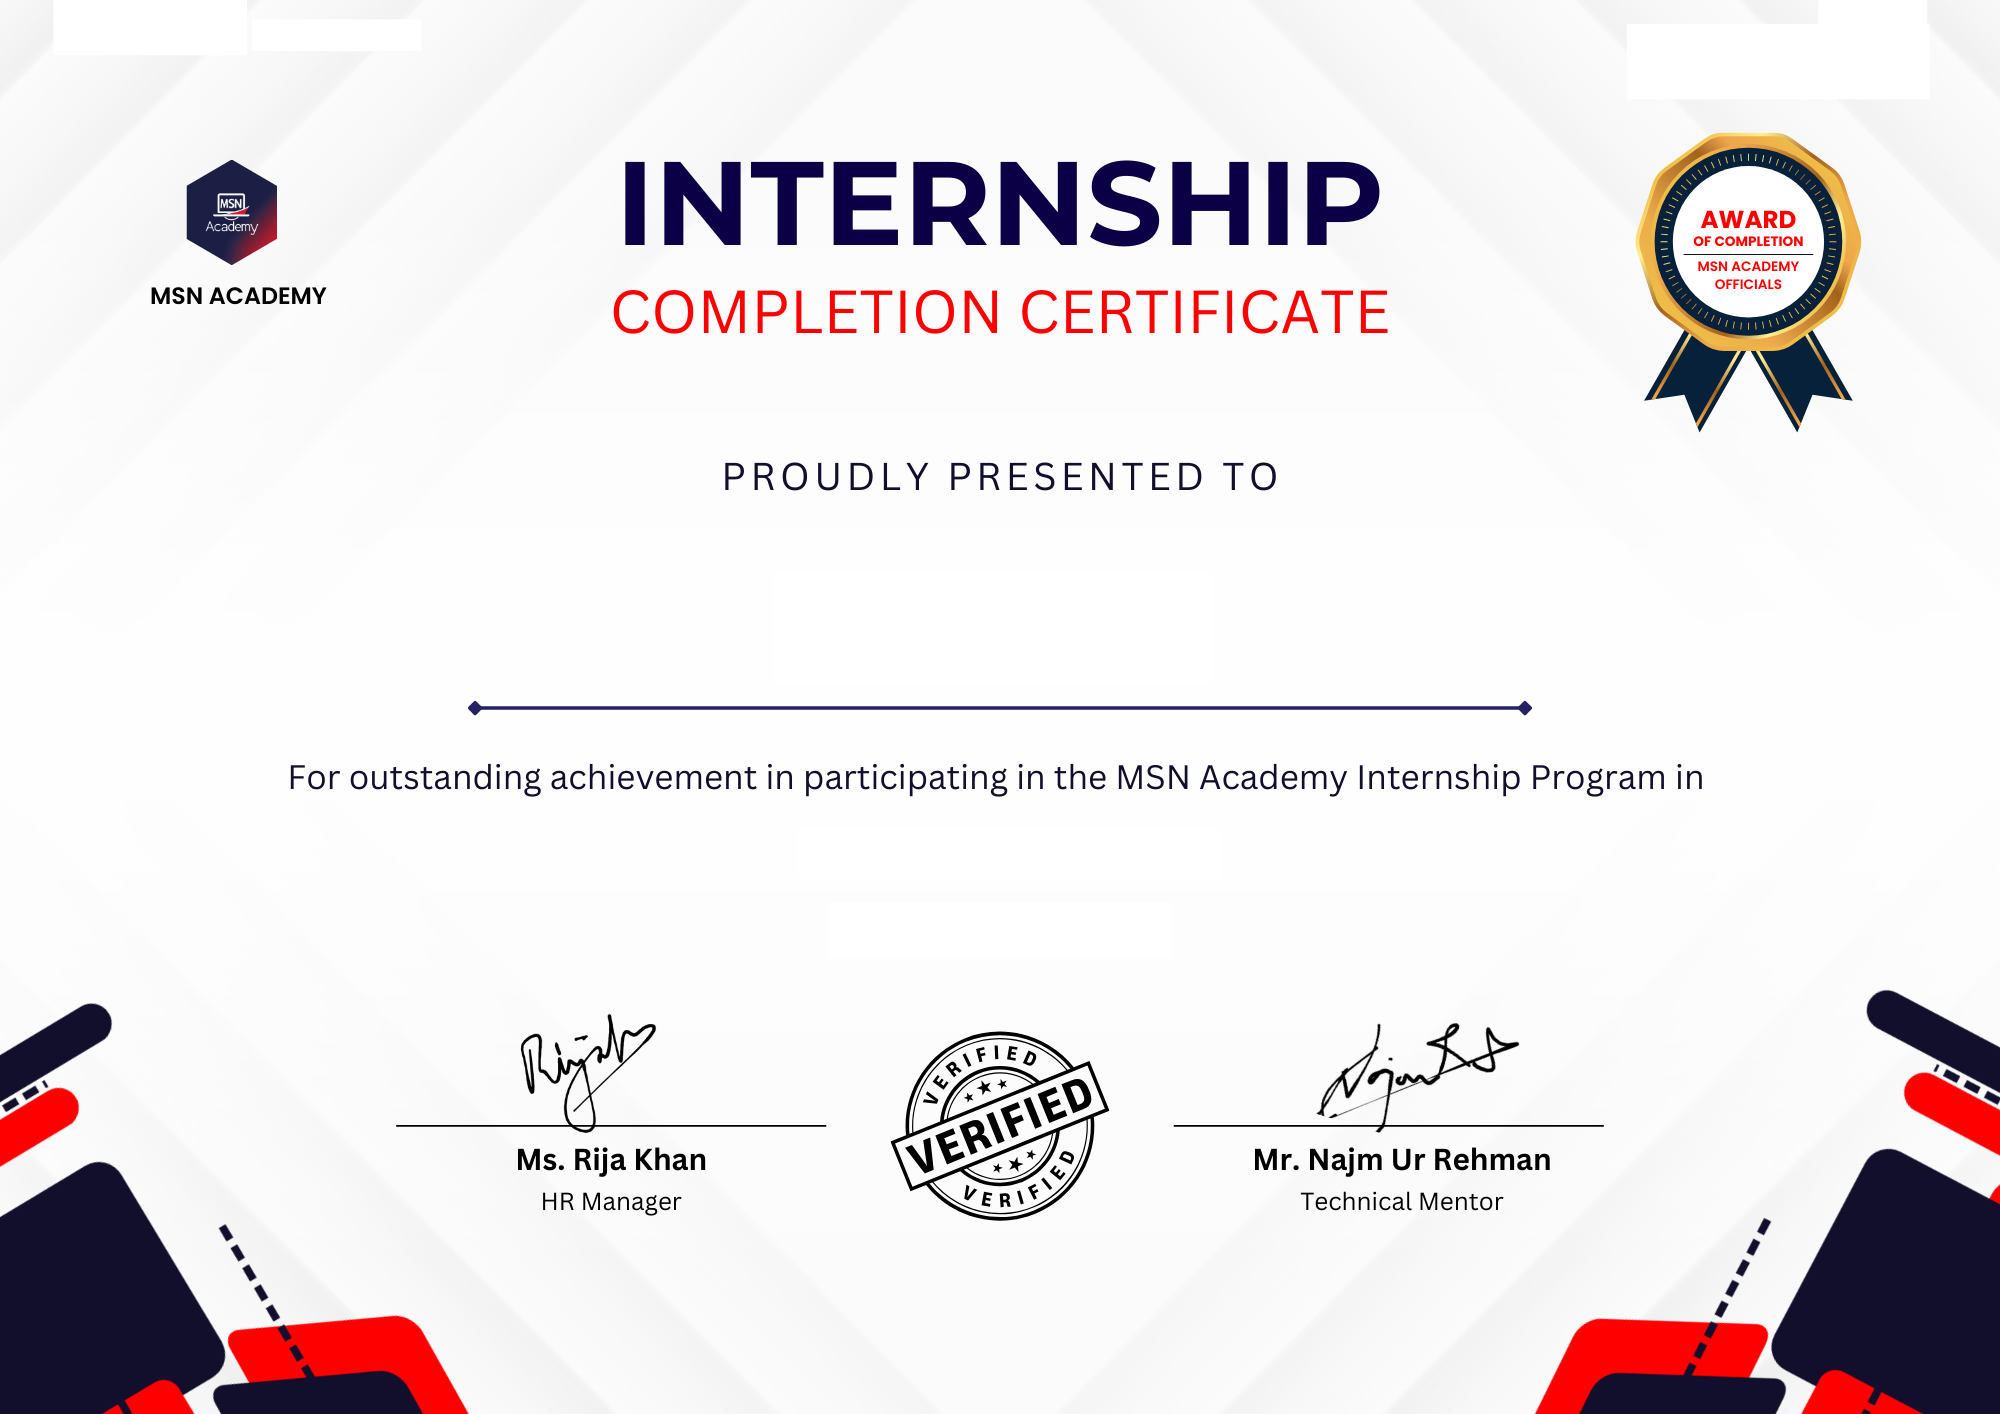 MSN
Academy
MSN ACADEMY
INTERNSHIP
COMPLETION CERTIFICATE
AWARD
OF COMPLETION
MSN ACADEMY
OFFICIALS
PROUDLY PRESENTED TO
For outstanding achievement in participating in the MSN Academy Internship Program in
Rijah
Ms. Rija Khan
HR Manager
VERIFIED
VERIFIED
VERIFIED
Mr. Najm Ur Rehman
Technical Mentor